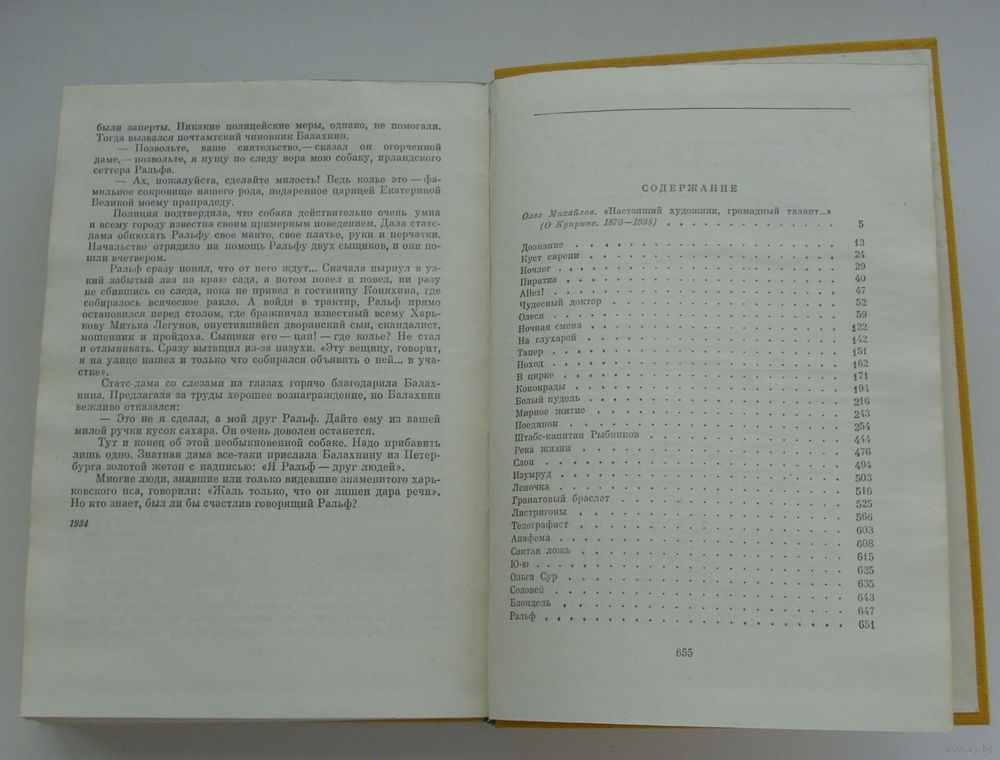 были заперты. Никакие полицейские меры, однако, не помогали.
Тогда вызвался почтамтский чиновник Балахнин.
— Позвольте, ваше сиятельство,— сказал он огорченной
даме,— позвольте, я пущу по следу вора мою собаку, ирландского
сеттера Ральфа.
— Ах, пожалуйста, сделайте милость! Ведь колье это — фа-
мильное сокровище нашего рода, подаренное царицей Екатериной
Великой моему прапрадеду.
Полиция подтвердила, что собака действительно очень умна
и всему городу известна своим примерным поведением. Дала статс-
дама обнюхать Ральфу свое манто, свое платье, руки и перчатки.
Начальство отрядило на помощь Ральфу двух сыщиков, и они
пошли вчетвером.
Ральф сразу понял, что от него ждут... Сначала нырнул в уз-
кий забытый лаз на краю сада, а потом повел и повел, ни разу
не сбившись со следа, пока не привел в гостиницу Коняхина, где
собиралось всяческое ракло. А войдя в трактир, Ральф прямо
остановился перед столом, где бражничал известный всему Харь-
кову Митька Легунов, опустившийся дворянский сын, скандалист,
мошенник и пройдоха. Сыщики его — цап! — где колье? Не стал
и отлынивать. Сразу вытащил из-за пазухи. «Эту вещицу, говорит,
я на улице нашел и только что собирался объявить о ней... в уча-
стке».
Статс-дама со слезами на глазах горячо благодарила Балах-
нина. Предлагала за труды хорошее вознаграждение, но Балахнин
вежливо отказался:
— Это не я сделал, а мой друг Ральф. Дайте ему из вашей
милой ручки кусок сахара. Он очень доволен останется.
Тут и конец об этой необыкновенной собаке. Надо прибавить
лишь одно. Знатная дама все-таки прислала Балахнину из Петер-
бурга золотой жетон с надписью: «Я Ральф — друг людей».
Многие люди, знавшие или только видевшие знаменитого харь-
ковского пса, говорили: «Жаль только, что он лишен дара речи».
Но кто знает, был ли бы счастлив говорящий Ральф?
1934
СОДЕРЖАНИЕ
Олег Михайлов. «Настоящий художник, громадный талант...»
(О Куприне. 1870—1938) . . . . . . . . . . . 5
Дознание . . . . . . . . . . . 13
Куст сирени . . . . . . . . . . . 24
Ночлег . . . . . . . . . . . 29
Пиратка . . . . . . . . . . . 40
Allez! . . . . . . . . . . . 47
Чудесный доктор . . . . . . . . . . . 52
Олеся . . . . . . . . . . . 59
Ночная смена . . . . . . . . . . . 122
На глухарей . . . . . . . . . . . 142
Тапер . . . . . . . . . . . 151
Поход . . . . . . . . . . . 162
В цирке . . . . . . . . . . . 171
Конокрады . . . . . . . . . . . 194
Белый пудель . . . . . . . . . . . 216
Мирное житие . . . . . . . . . . . 243
Поединок . . . . . . . . . . . 254
Штабс-капитан Рыбников . . . . . . . . . . . 444
Река жизни . . . . . . . . . . . 476
Слон . . . . . . . . . . . 494
Изумруд . . . . . . . . . . . 503
Леночка . . . . . . . . . . . 516
Гранатовый браслет . . . . . . . . . . . 525
Листригоны . . . . . . . . . . . 566
Телеграфист . . . . . . . . . . . 603
Анафема . . . . . . . . . . . 608
Святая ложь . . . . . . . . . . . 615
Ю-ю . . . . . . . . . . . 625
Ольга Сур . . . . . . . . . . . 635
Соловей . . . . . . . . . . . 643
Блондель . . . . . . . . . . . 647
Ральф . . . . . . . . . . . 651
655
www.ay.by